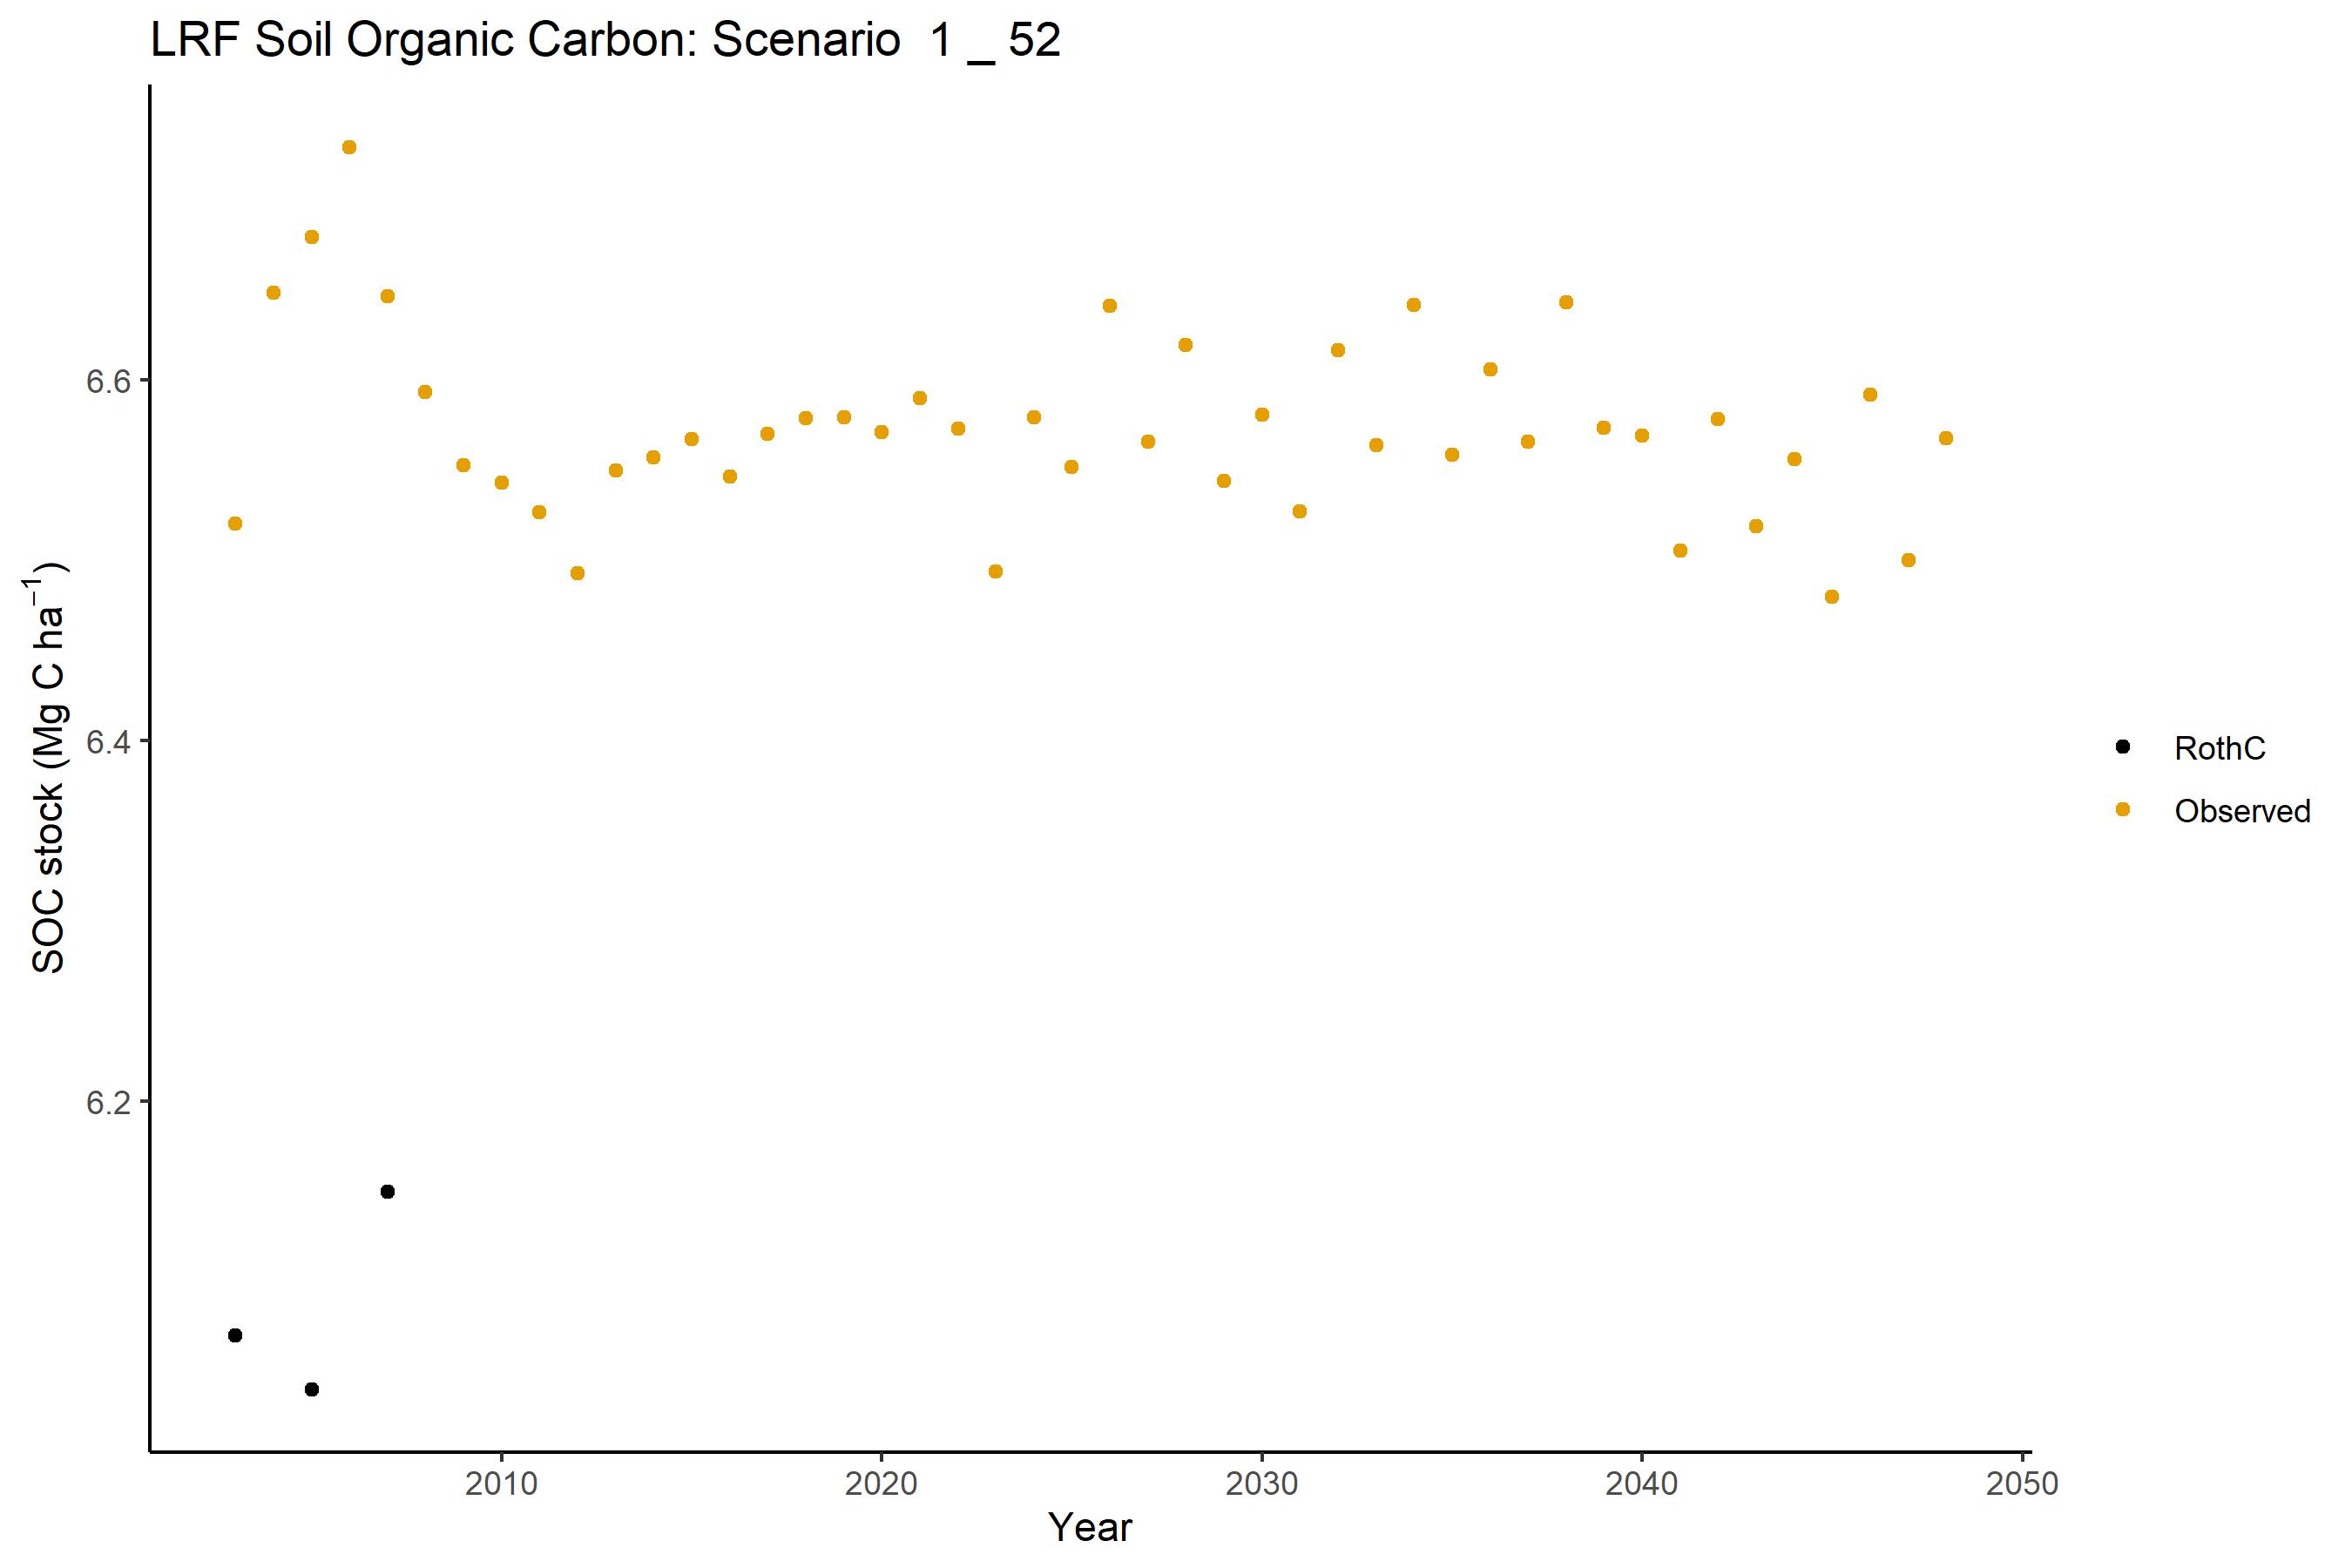 LRF Soil Organic Carbon: Scenario  1 _ 52
SOC stock (Mg C ha⁻¹)
6.6
6.4
6.2
2010
2020
2030
2040
2050
Year
RothC
Observed